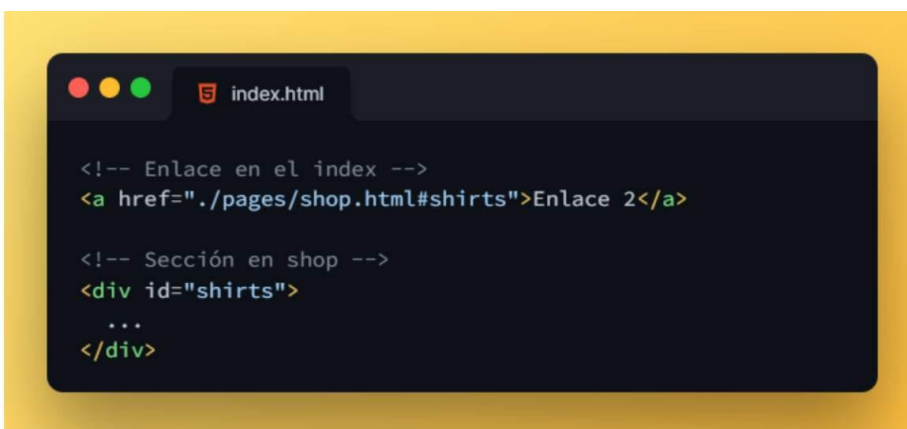 index.html
<!-- Enlace en el index -->
<a href="./pages/shop.html#shirts">Enlace 2</a>
<!-- Sección en shop -->
<div id="shirts">
...
</div>